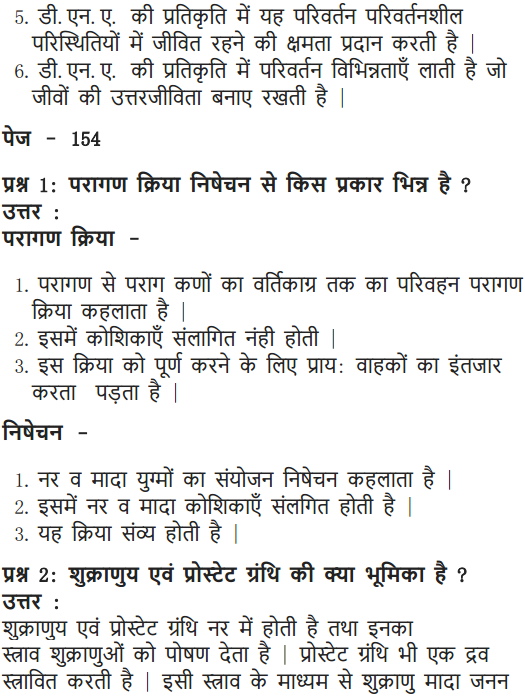 5. डी. एन. ए. की प्रतिकृति में यह परिवर्तन परिवर्तनशील
परिस्थितियों में जीवित रहने की क्षमता प्रदान करती है |
6. डी. एन. ए. की प्रतिकृति में परिवर्तन विभिन्नताएँ लाती है जो
जीवों की उत्तरजीविता बनाए रखती है |
पेज - 154
प्रश्न 1: परागण क्रिया निषेचन से किस प्रकार भिन्न है ?
उत्तर :
परागण क्रिया -
1. परागण से पराग कणों का वर्तिकाग्र तक का परिवहन परागण
क्रिया कहलाता है |
2. इसमें कोशिकाएँ संलागित नंही होती |
3. इस क्रिया को पूर्ण करने के लिए प्राय: वाहकों का इंतजार
करता पड़ता है |
निषेचन -
1. नर व मादा युग्मों का संयोजन निषेचन कहलाता है |
2. इसमें नर व मादा कोशिकाएँ संलगित होती है |
3. यह क्रिया संव्य होती है |
प्रश्न 2: शुक्राणुय एवं प्रोस्टेट ग्रंथि की क्या भूमिका है ?
उत्तर :
शुक्राणुय एवं प्रोस्टेट ग्रंथि नर में होती है तथा इनका
स्त्राव शुक्राणुओं को पोषण देता है | प्रोस्टेट ग्रंथि भी एक द्रव
स्त्रावित करती है | इसी स्त्राव के माध्यम से शुक्राणु मादा जनन